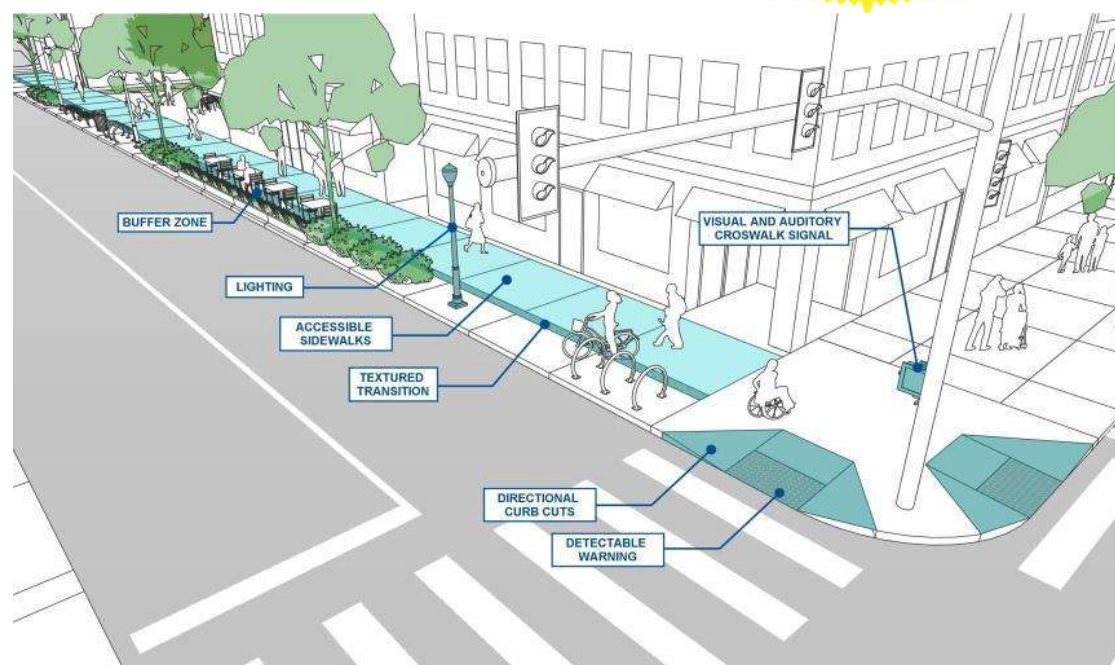 BUFFER ZONE
VISUAL AND AUDITORY
CROSWALK SIGNAL
LIGHTING
ACCESSIBLE
SIDEWALKS
TEXTURED
TRANSITION
DIRECTIONAL
CURB CUTS
DETECTABLE
WARNING